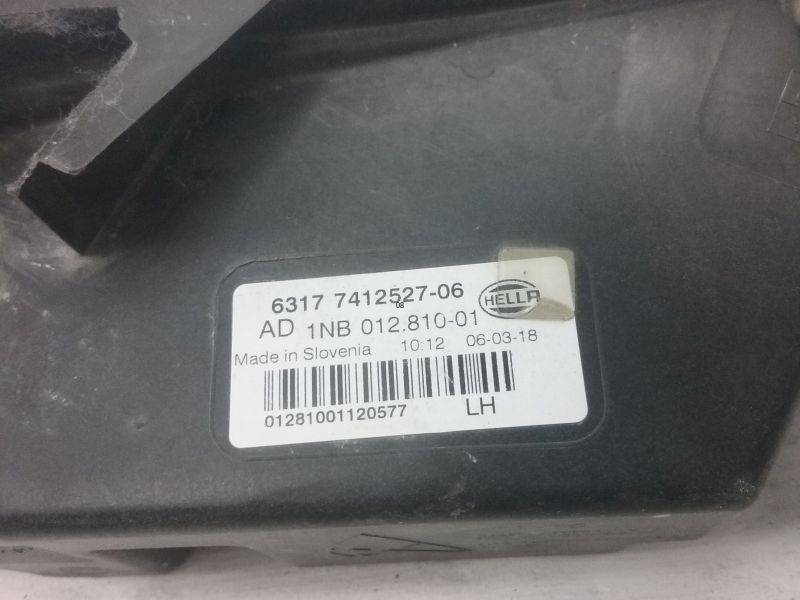 6317 7412527-06
08
HELLA
AD 1NB 012.810-01
Made in Slovenia 10:12 06-03-18
01281001120577 LH